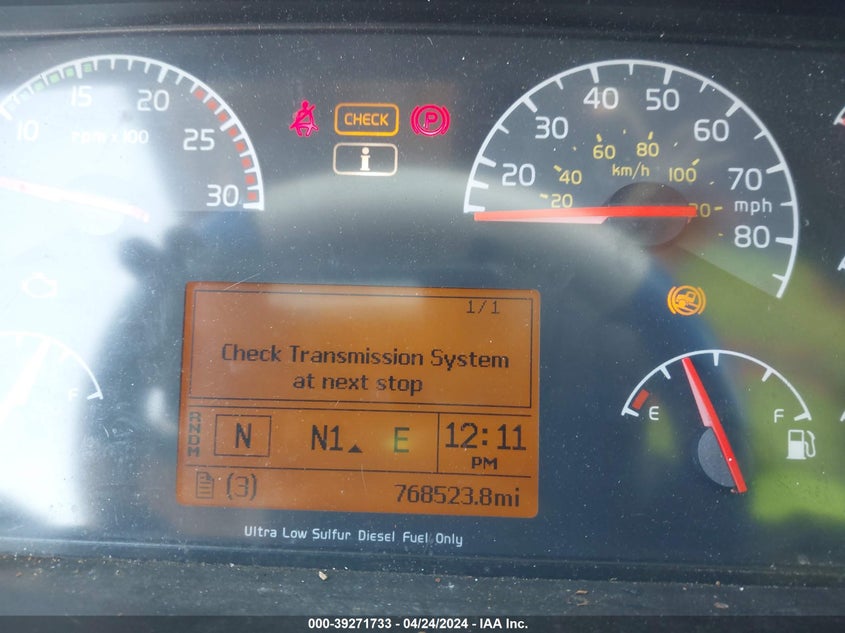 10
15
20
25
30
rpm x 100
CHECK
P
i
20
30
40
50
60
70
80
mph
20
40
60
80
100
km/h
E
F
F
1/1
Check Transmission System
at next stop
RNDM
N
N1
E
12:11
PM
(3)
768523.8mi
Ultra Low Sulfur Diesel Fuel Only
000-39271733 - 04/24/2024 - IAA Inc.